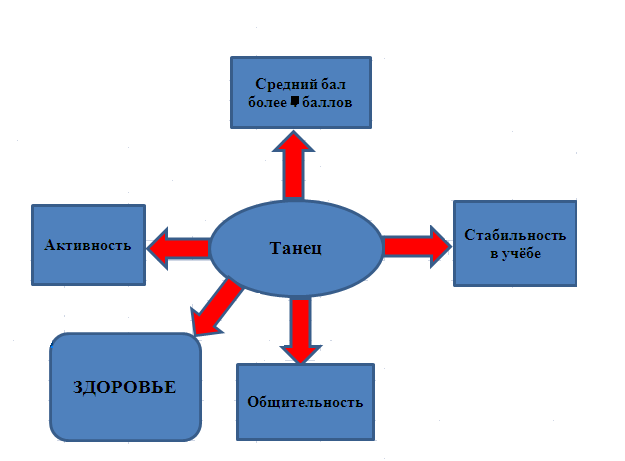 Средний бал
более баллов
Активность
Танец
Стабильность
в учёбе
ЗДОРОВЬЕ
Общительность